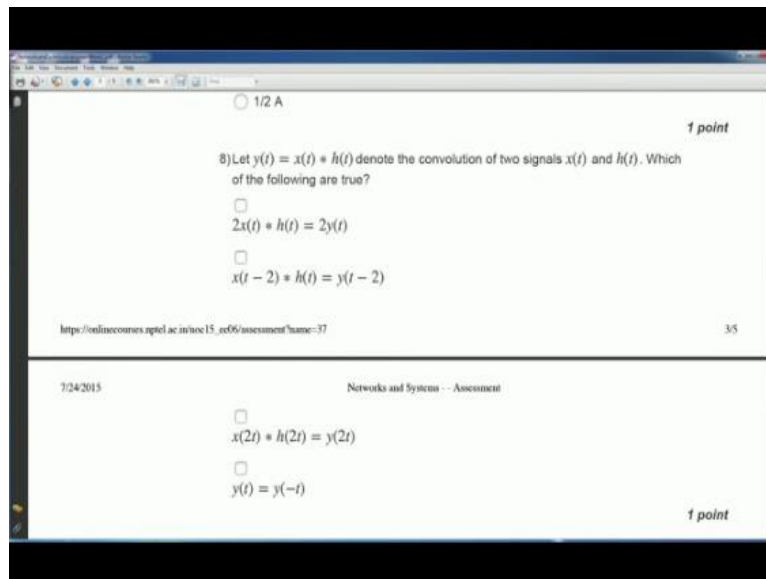 1/2 A
1 point
8)Let y(t) = x(t) * h(t) denote the convolution of two signals x(t) and h(t). Which
of the following are true?
2x(t) * h(t) = 2y(t)
x(t − 2) * h(t) = y(t − 2)
https://onlinecourses.nptel.ac.in/noc15_ee06/assessment?name=37
3/5
7/24/2015
Networks and Systems - - Assessment
x(2t) * h(2t) = y(2t)
y(t) = y(−t)
1 point